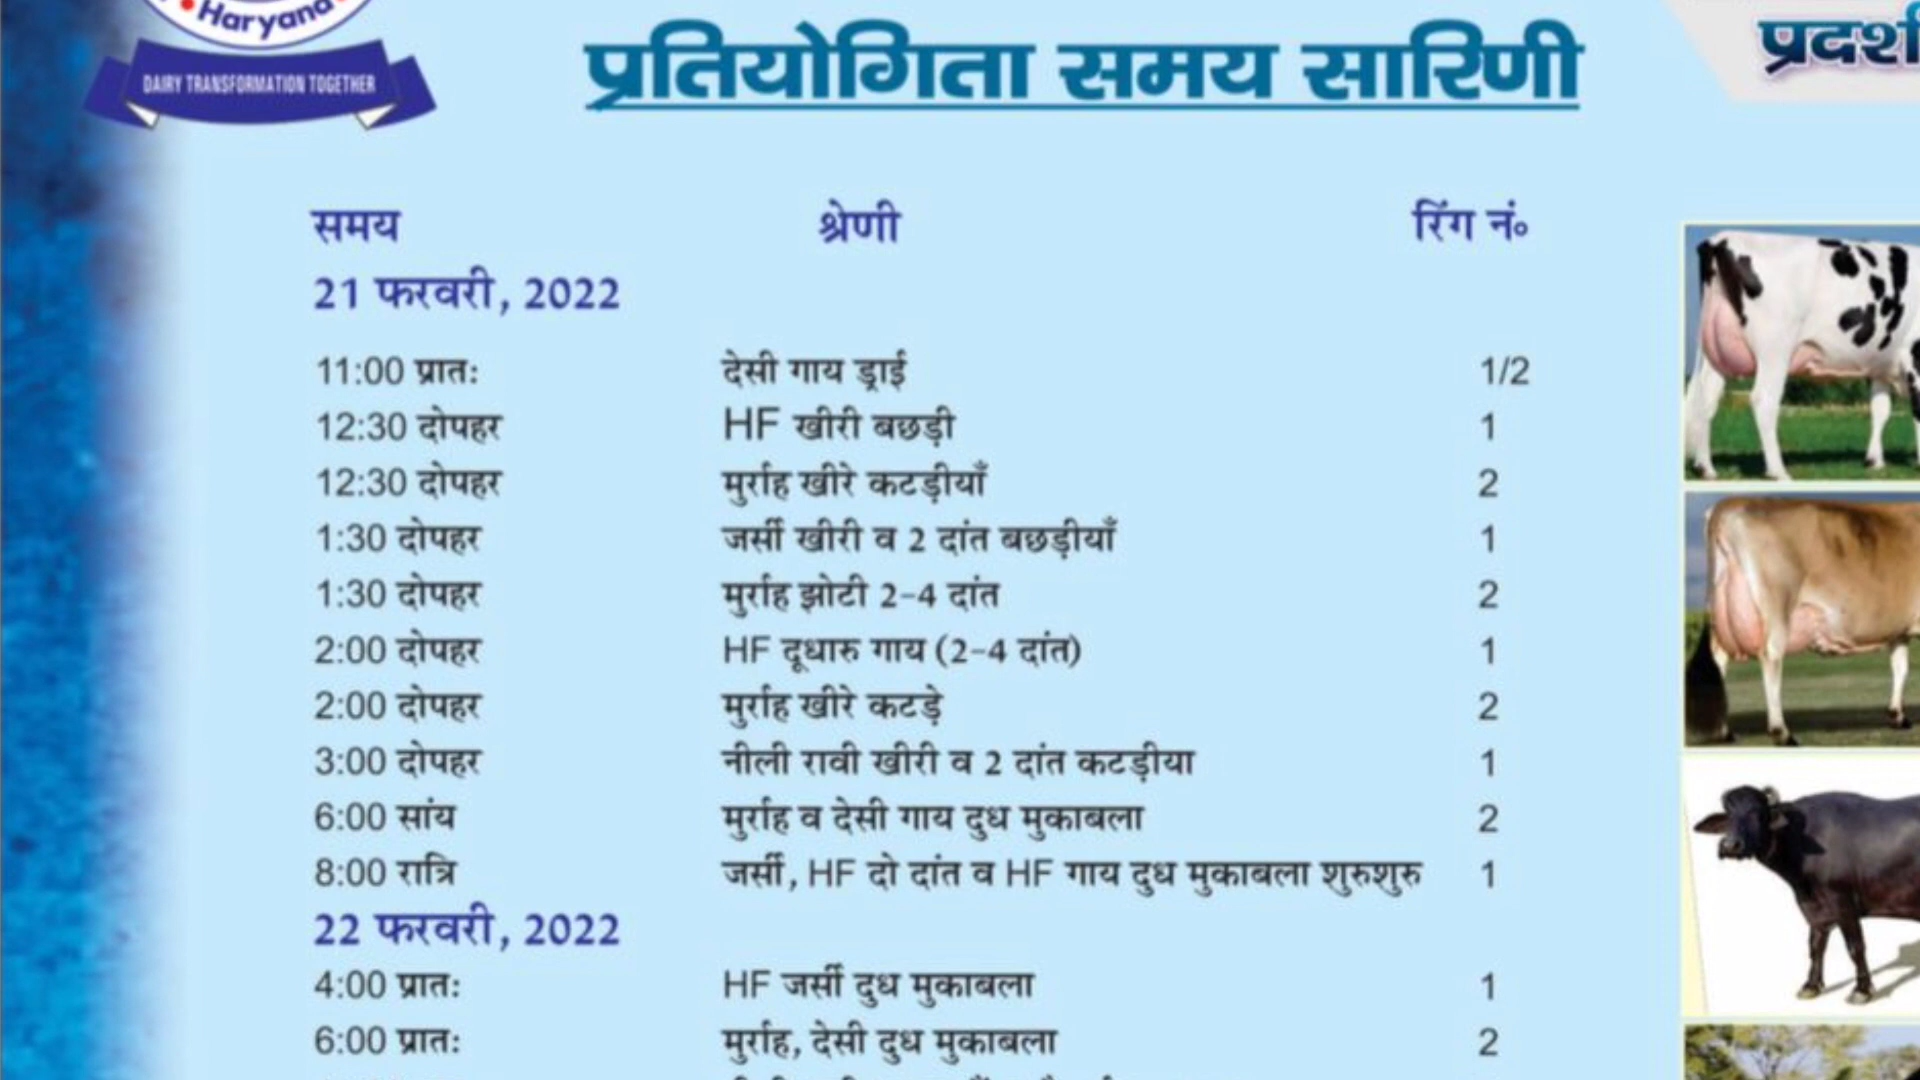 Haryana
DAIRY TRANSFORMATION TOGETHER
प्रतियोगिता समय सारिणी
समय श्रेणी रिंग नं॰
21 फरवरी, 2022
11:00 प्रातः देसी गाय ड्राई 1/2
12:30 दोपहर HF खीरी बछड़ी 1
12:30 दोपहर मुर्राह खीरे कटड़ीयाँ 2
1:30 दोपहर जर्सी खीरी व 2 दांत बछड़ीयाँ 1
1:30 दोपहर मुर्राह झोटी 2-4 दांत 2
2:00 दोपहर HF दूधारु गाय (2-4 दांत) 1
2:00 दोपहर मुर्राह खीरे कटड़े 2
3:00 दोपहर नीली रावी खीरी व 2 दांत कटड़ीया 1
6:00 सांय मुर्राह व देसी गाय दुध मुकाबला 2
8:00 रात्रि जर्सी, HF दो दांत व HF गाय दुध मुकाबला शुरुशुरु 1
22 फरवरी, 2022
4:00 प्रातः HF जर्सी दुध मुकाबला 1
6:00 प्रातः मुर्राह, देसी दुध मुकाबला 2